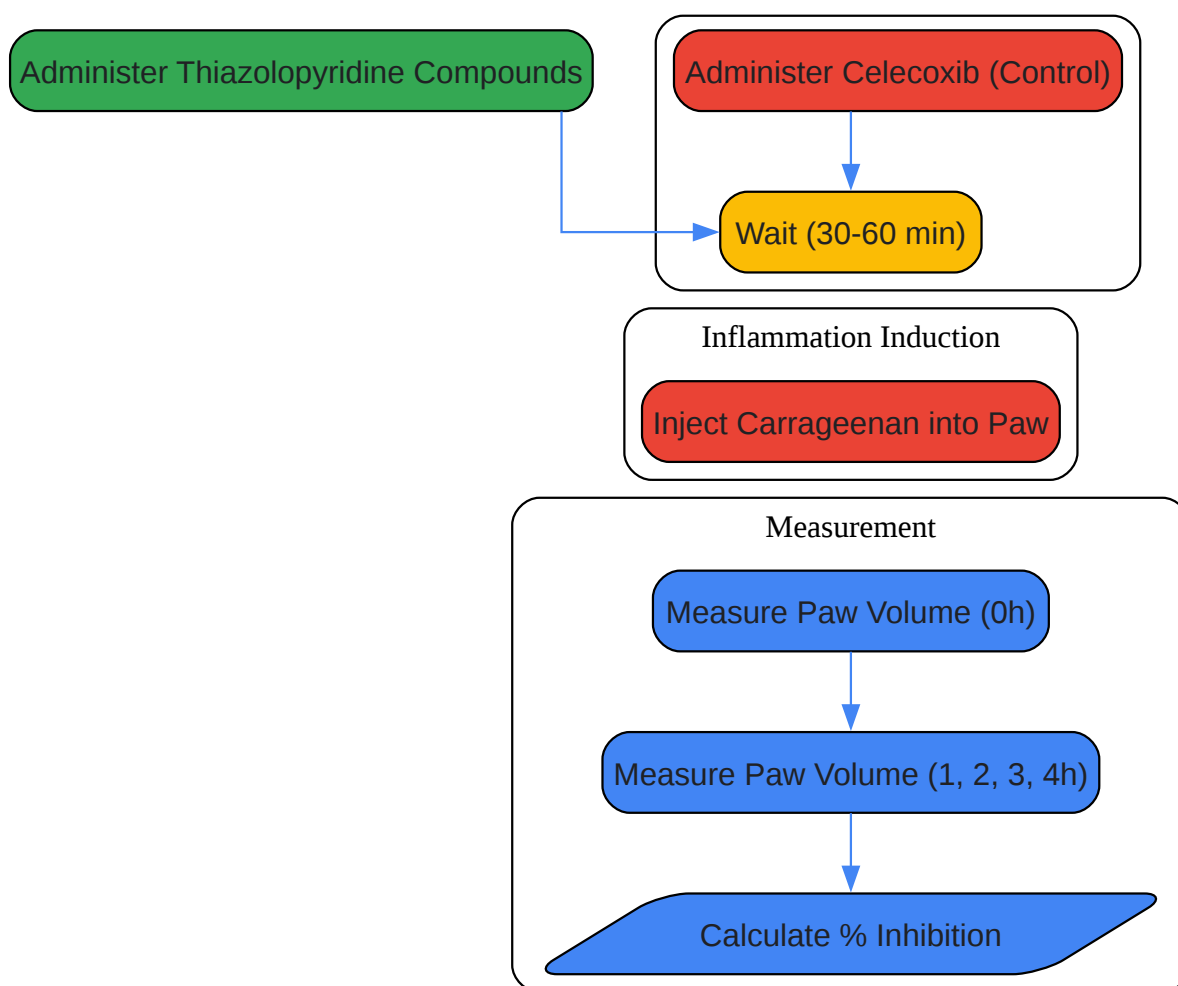 Administer Thiazolopyridine Compounds
Administer Celecoxib (Control)
Wait (30-60 min)
Inflammation Induction
Inject Carrageenan into Paw
Measurement
Measure Paw Volume (0h)
Measure Paw Volume (1, 2, 3, 4h)
Calculate % Inhibition